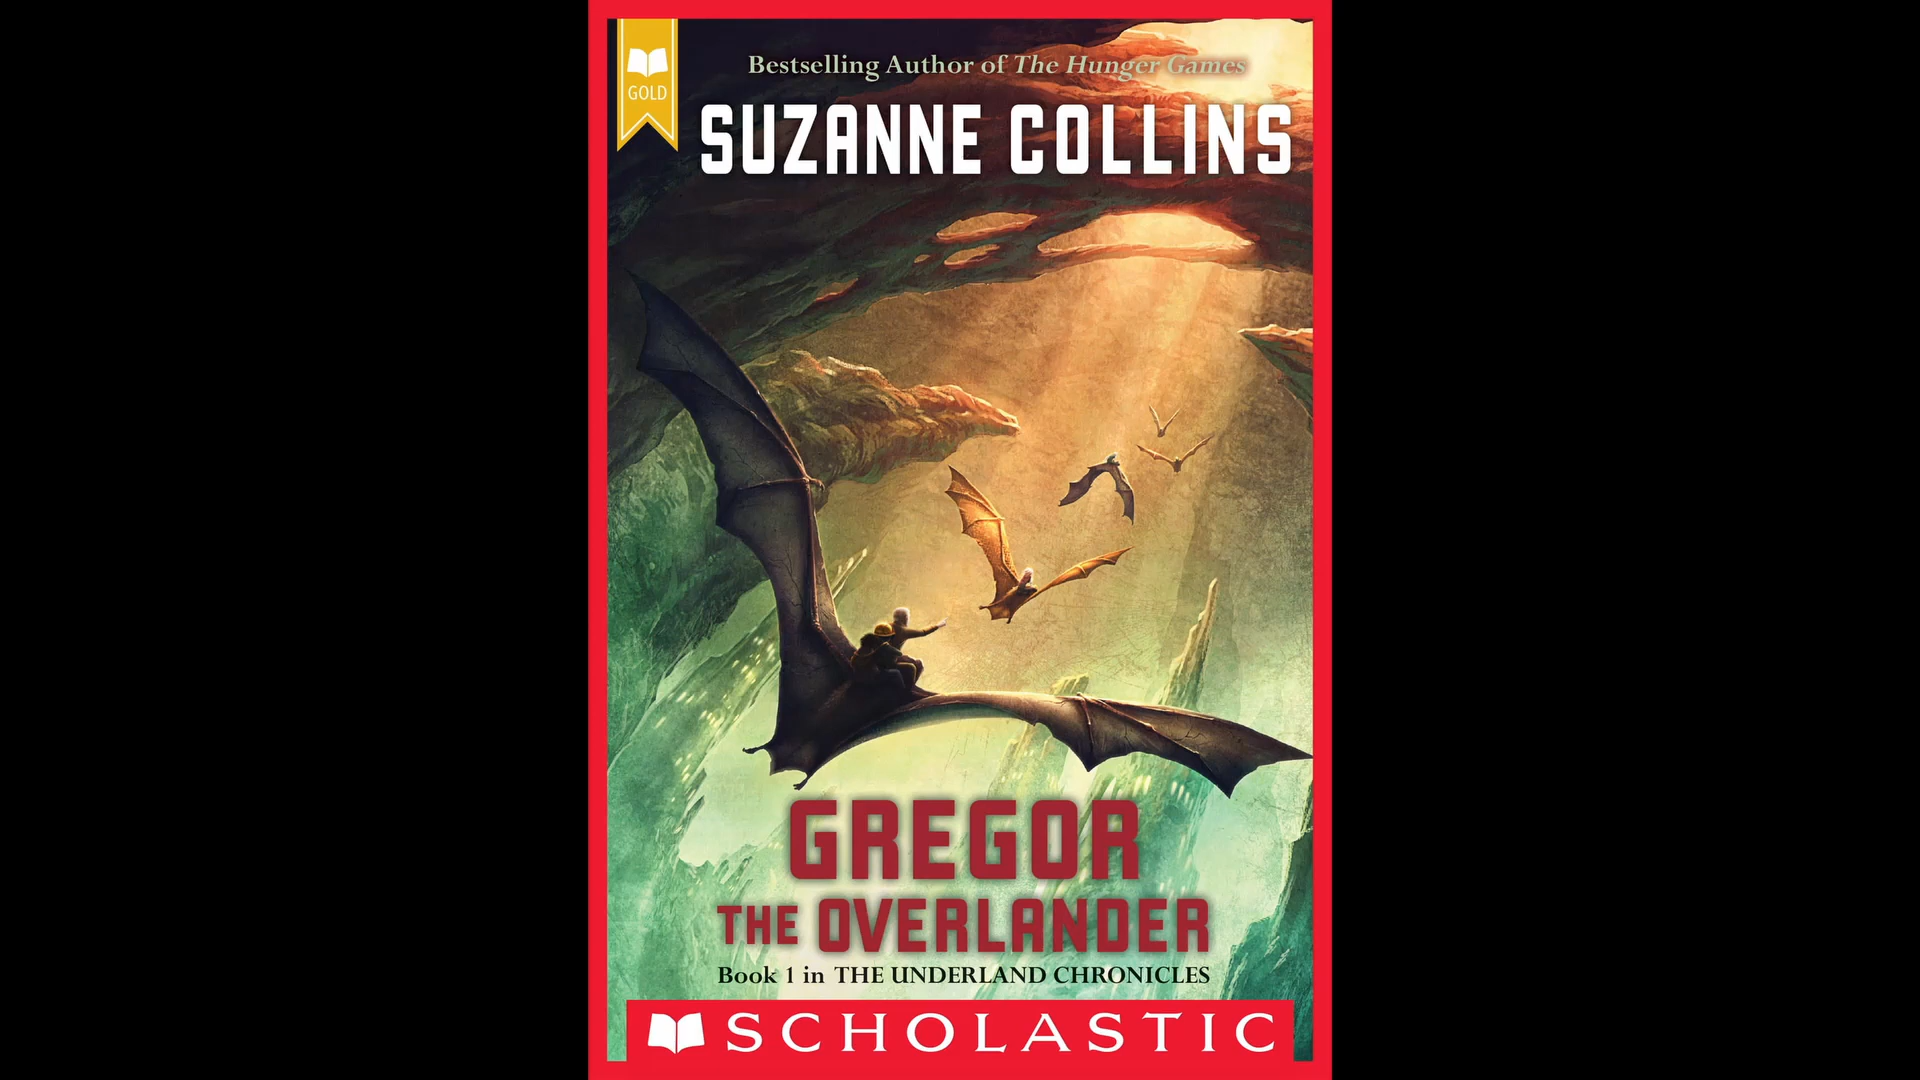 GOLD
Bestselling Author of The Hunger Games
SUZANNE COLLINS
GREGOR
THE OVERLANDER
Book 1 in THE UNDERLAND CHRONICLES
SCHOLASTIC